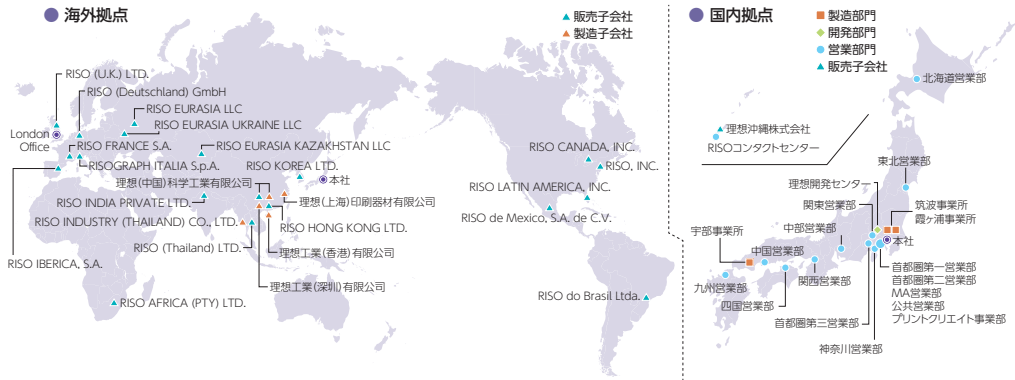 海外拠点
販売子会社
製造子会社
RISO (U.K.) LTD.
RISO (Deutschland) GmbH
RISO EURASIA LLC
RISO EURASIA UKRAINE LLC
London
Office
RISO FRANCE S.A.
RISO EURASIA KAZAKHSTAN LLC
RISOGRAPH ITALIA S.p.A.
RISO KOREA LTD.
本社
理想(中国)科学工業有限公司
RISO INDIA PRIVATE LTD.
理想(上海)印刷器材有限公司
RISO INDUSTRY (THAILAND) CO., LTD.
RISO HONG KONG LTD.
RISO (Thailand) LTD.
理想工業(香港)有限公司
RISO IBERICA, S.A.
理想工業(深圳)有限公司
RISO AFRICA (PTY) LTD.
RISO CANADA, INC.
RISO, INC.
RISO LATIN AMERICA, INC.
RISO de Mexico, S.A. de C.V.
RISO do Brasil Ltda.
国内拠点
製造部門
開発部門
営業部門
販売子会社
北海道営業部
理想沖縄株式会社
RISOコンタクトセンター
東北営業部
理想開発センター
関東営業部
筑波事業所
霞ヶ浦事業所
宇部事業所
中部営業部
本社
中国営業部
九州営業部
関西営業部
四国営業部
首都圏第一営業部
首都圏第二営業部
MA営業部
公共営業部
プリントクリエイト事業部
首都圏第三営業部
神奈川営業部